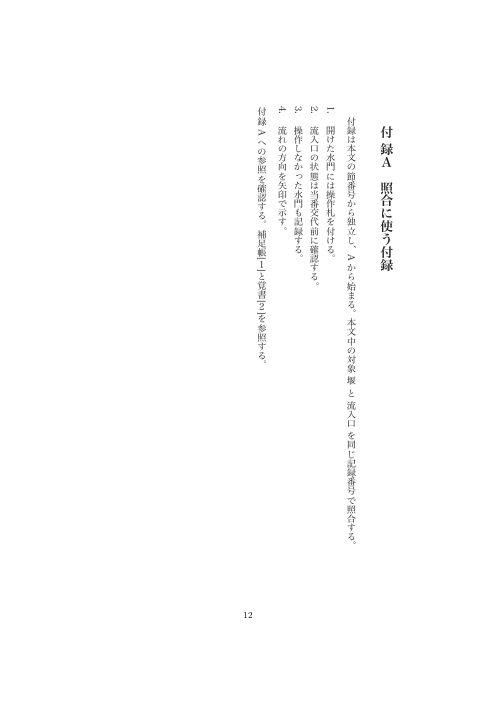 付録A　照合に使う付録
付録は本文の節番号から独立し、Aから始まる。本文中の対象 堰 と 流入口 を同じ記録番号で照合する。
1. 開けた水門には操作札を付ける。
2. 流入口の状態は当番交代前に確認する。
3. 操作しなかった水門も記録する。
4. 流れの方向を矢印で示す。
付録Aへの参照を確認する。補足帳[1]と覚書[2]を参照する。
12